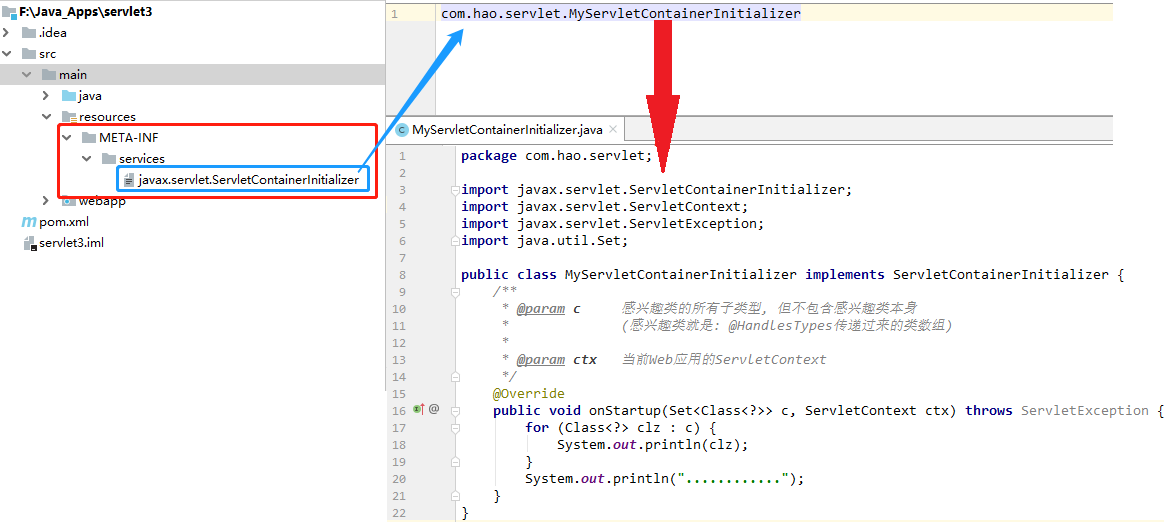 F:\Java_Apps\servlet3
.idea
src
main
java
resources
META-INF
services
javax.servlet.ServletContainerInitializer
webapp
pom.xml
servlet3.iml
1 com.hao.servlet.MyServletContainerInitializer
MyServletContainerInitializer.java
1 package com.hao.servlet;
2
3 import javax.servlet.ServletContainerInitializer;
4 import javax.servlet.ServletContext;
5 import javax.servlet.ServletException;
6 import java.util.Set;
7
8 public class MyServletContainerInitializer implements ServletContainerInitializer {
9 /**
10 * @param c 感兴趣类的所有子类型, 但不包含感兴趣类本身
11 * (感兴趣类就是: @HandlesTypes传递过来的类数组)
12 *
13 * @param ctx 当前Web应用的ServletContext
14 */
15 @Override
16 public void onStartup(Set<Class<?>> c, ServletContext ctx) throws ServletException {
17 for (Class<?> clz : c) {
18 System.out.println(clz);
19 }
20 System.out.println("............");
21 }
22 }